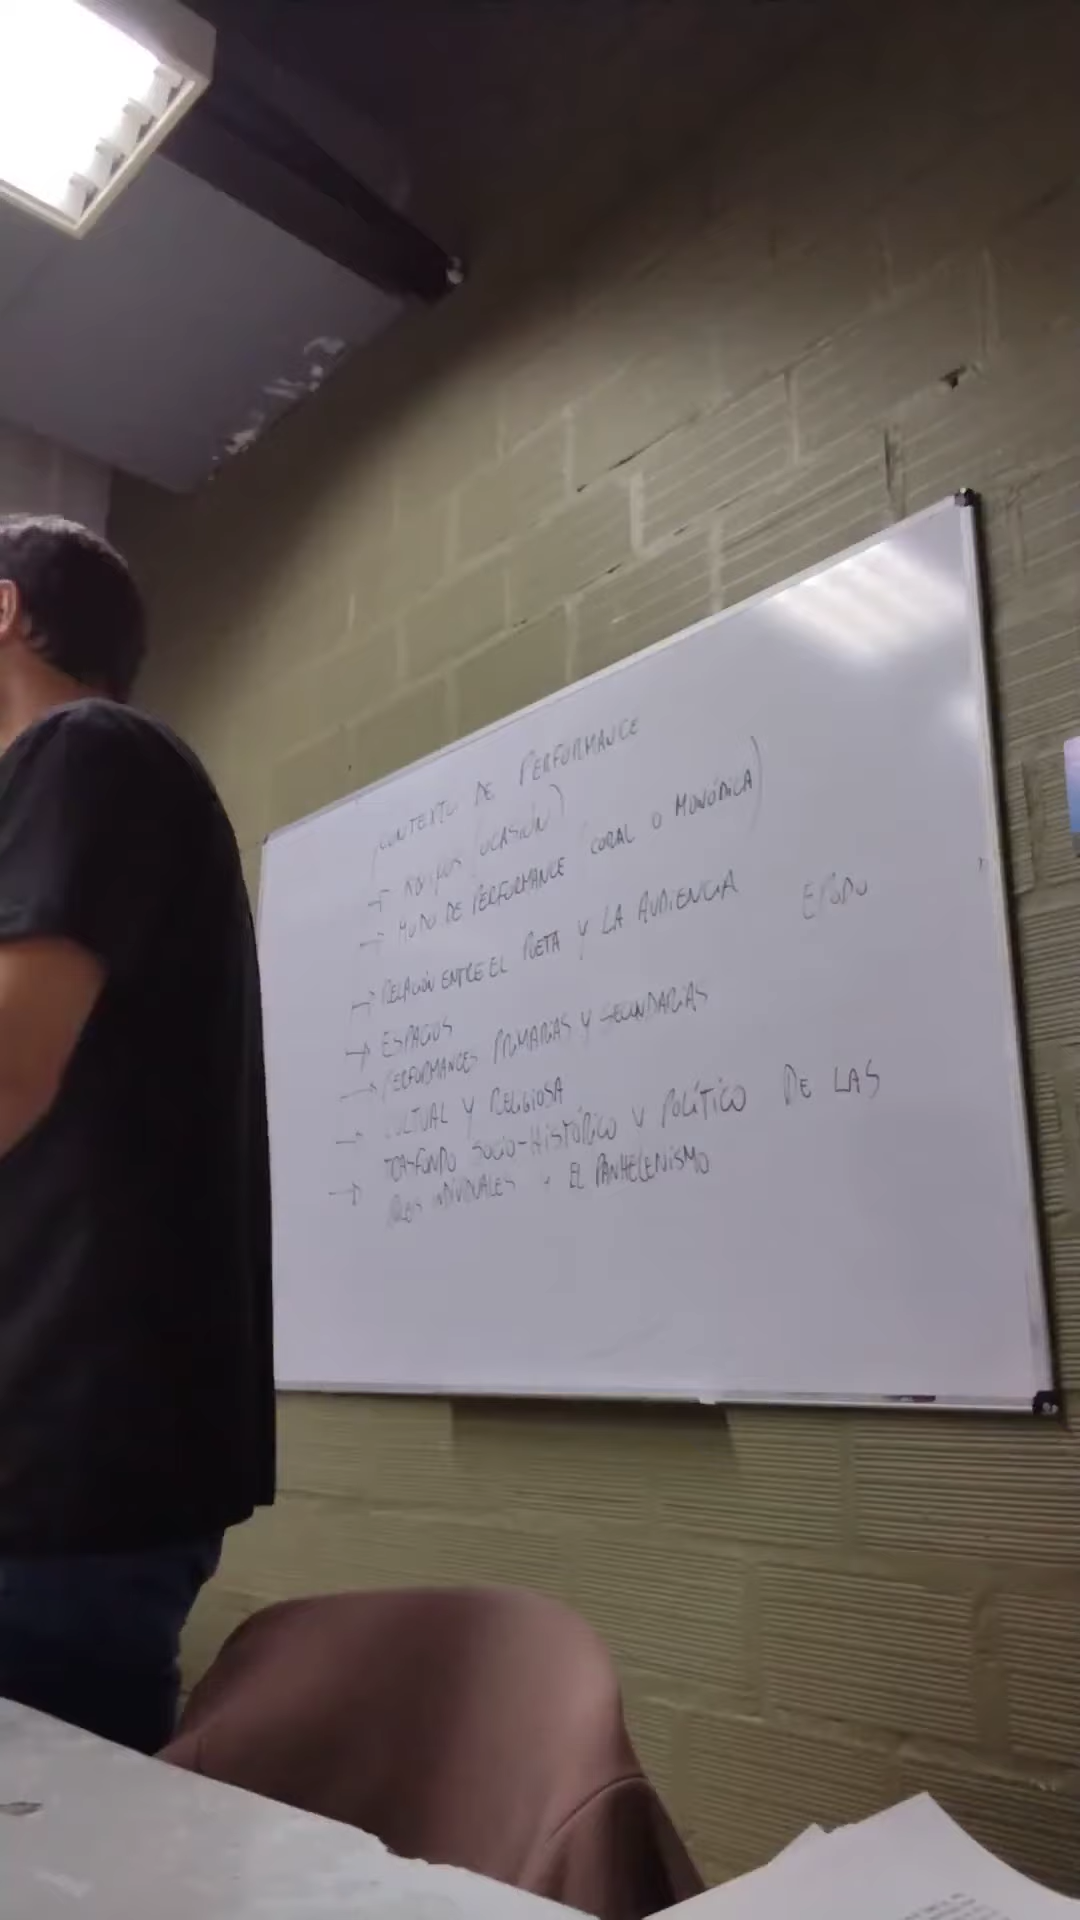 CONTEXTO DE PERFORMANCE
→ (OCASIÓN)
→ MODO DE PERFORMANCE (CORAL O MONÓDICA)
→ RELACIÓN ENTRE EL POETA Y LA AUDIENCIA
EPODO
→ ESPACIOS
→ PERFORMANCES PRIMARIAS Y SECUNDARIAS
→ CULTUAL Y RELIGIOSA
→ TRASFONDO SOCIO-HISTÓRICO Y POLÍTICO DE LAS
INDIVIDUALES EL PANHELENISMO